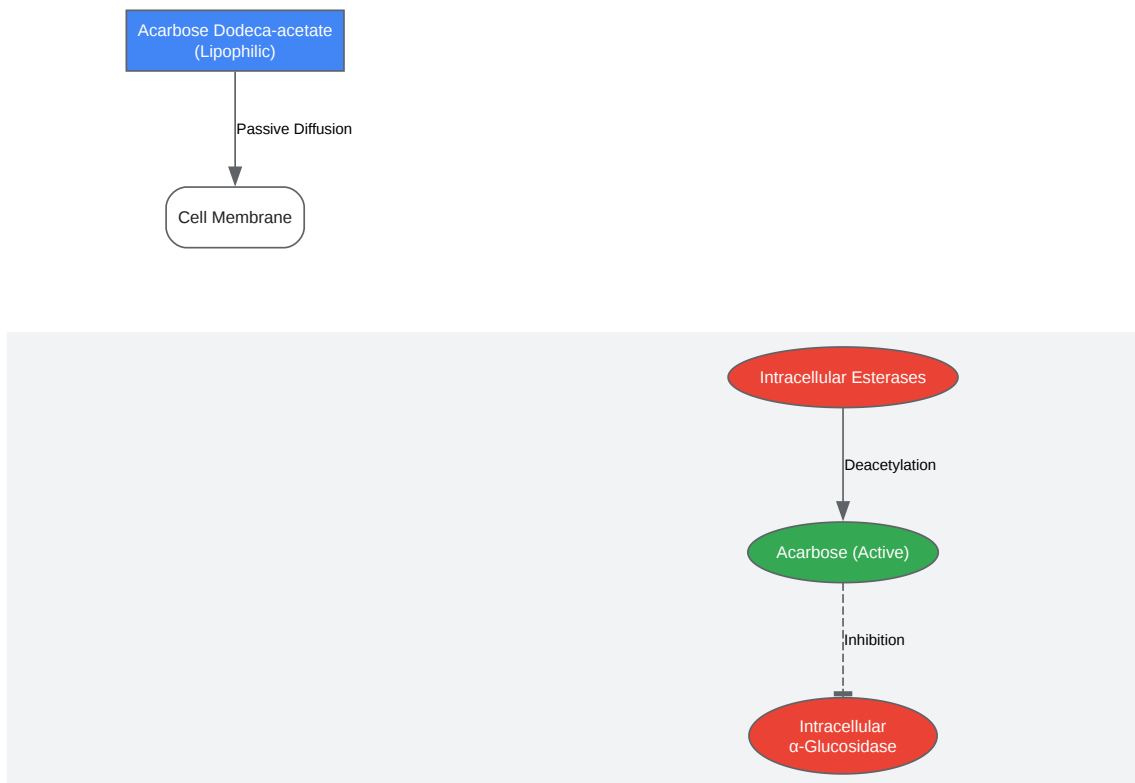 Acarbose Dodeca-acetate
(Lipophilic)
Passive Diffusion
Cell Membrane
Intracellular Esterases
Deacetylation
Acarbose (Active)
Inhibition
Intracellular
α-Glucosidase